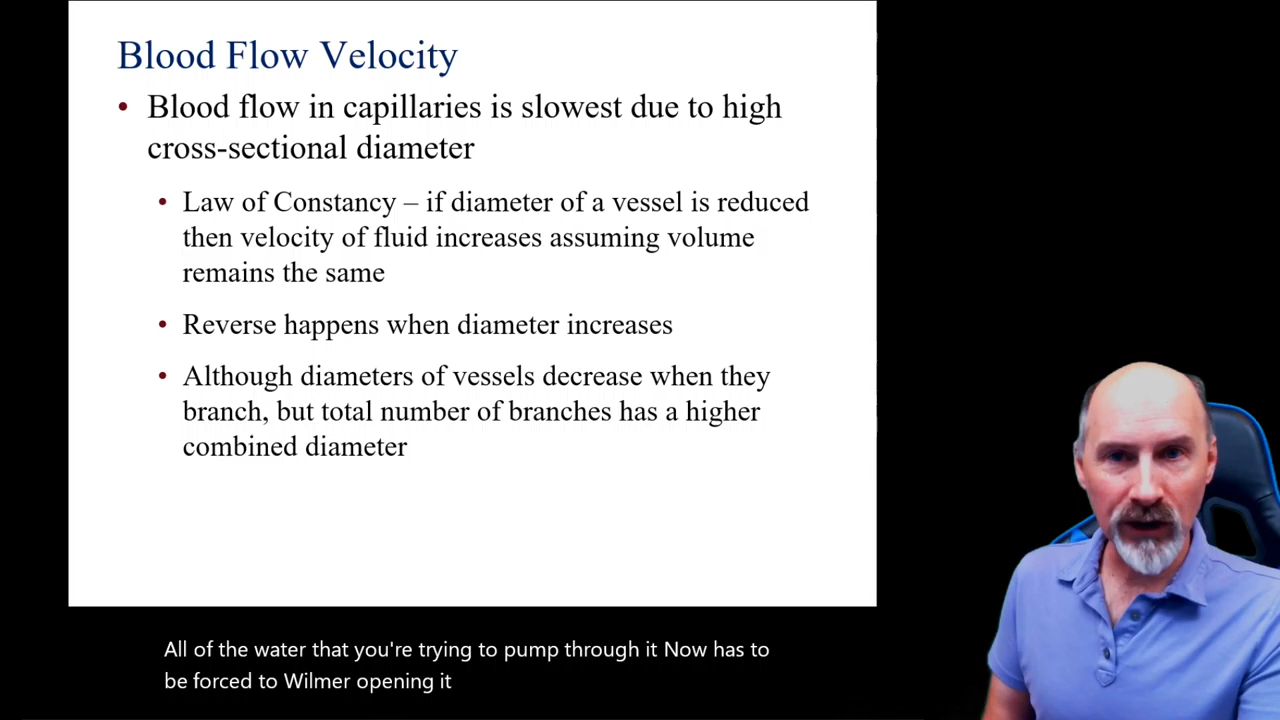 Blood Flow Velocity
• Blood flow in capillaries is slowest due to high
cross-sectional diameter
• Law of Constancy – if diameter of a vessel is reduced
then velocity of fluid increases assuming volume
remains the same
• Reverse happens when diameter increases
• Although diameters of vessels decrease when they
branch, but total number of branches has a higher
combined diameter
All of the water that you're trying to pump through it Now has to
be forced to Wilmer opening it